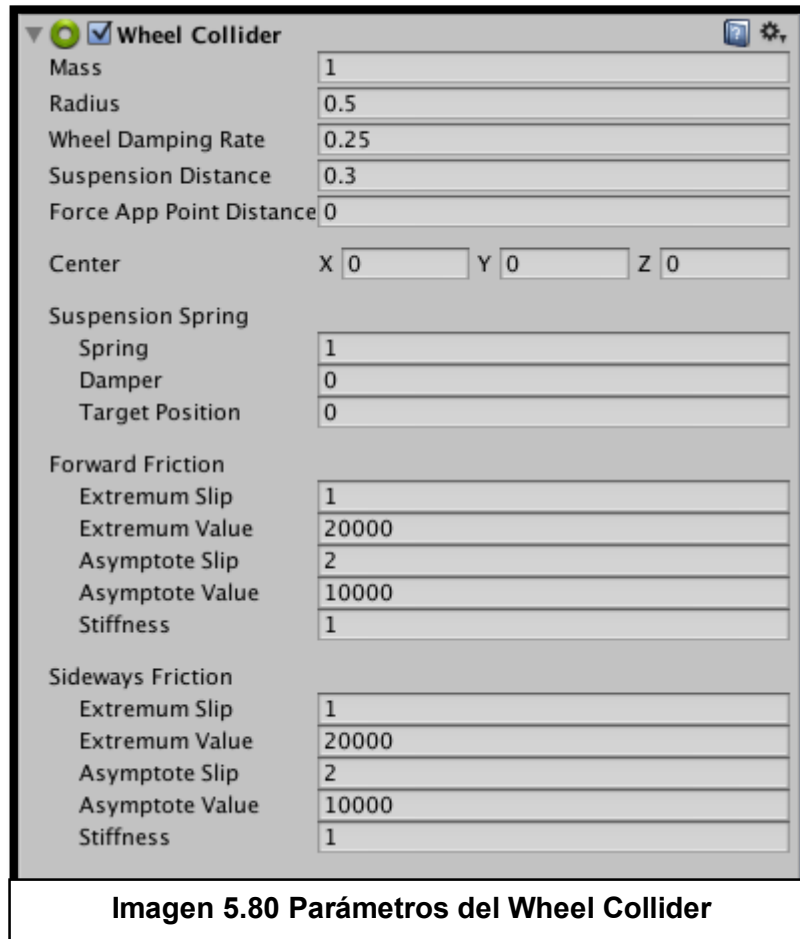 Wheel Collider
Mass 1
Radius 0.5
Wheel Damping Rate 0.25
Suspension Distance 0.3
Force App Point Distance 0
Center X 0 Y 0 Z 0
Suspension Spring
Spring 1
Damper 0
Target Position 0
Forward Friction
Extremum Slip 1
Extremum Value 20000
Asymptote Slip 2
Asymptote Value 10000
Stiffness 1
Sideways Friction
Extremum Slip 1
Extremum Value 20000
Asymptote Slip 2
Asymptote Value 10000
Stiffness 1
Imagen 5.80 Parámetros del Wheel Collider